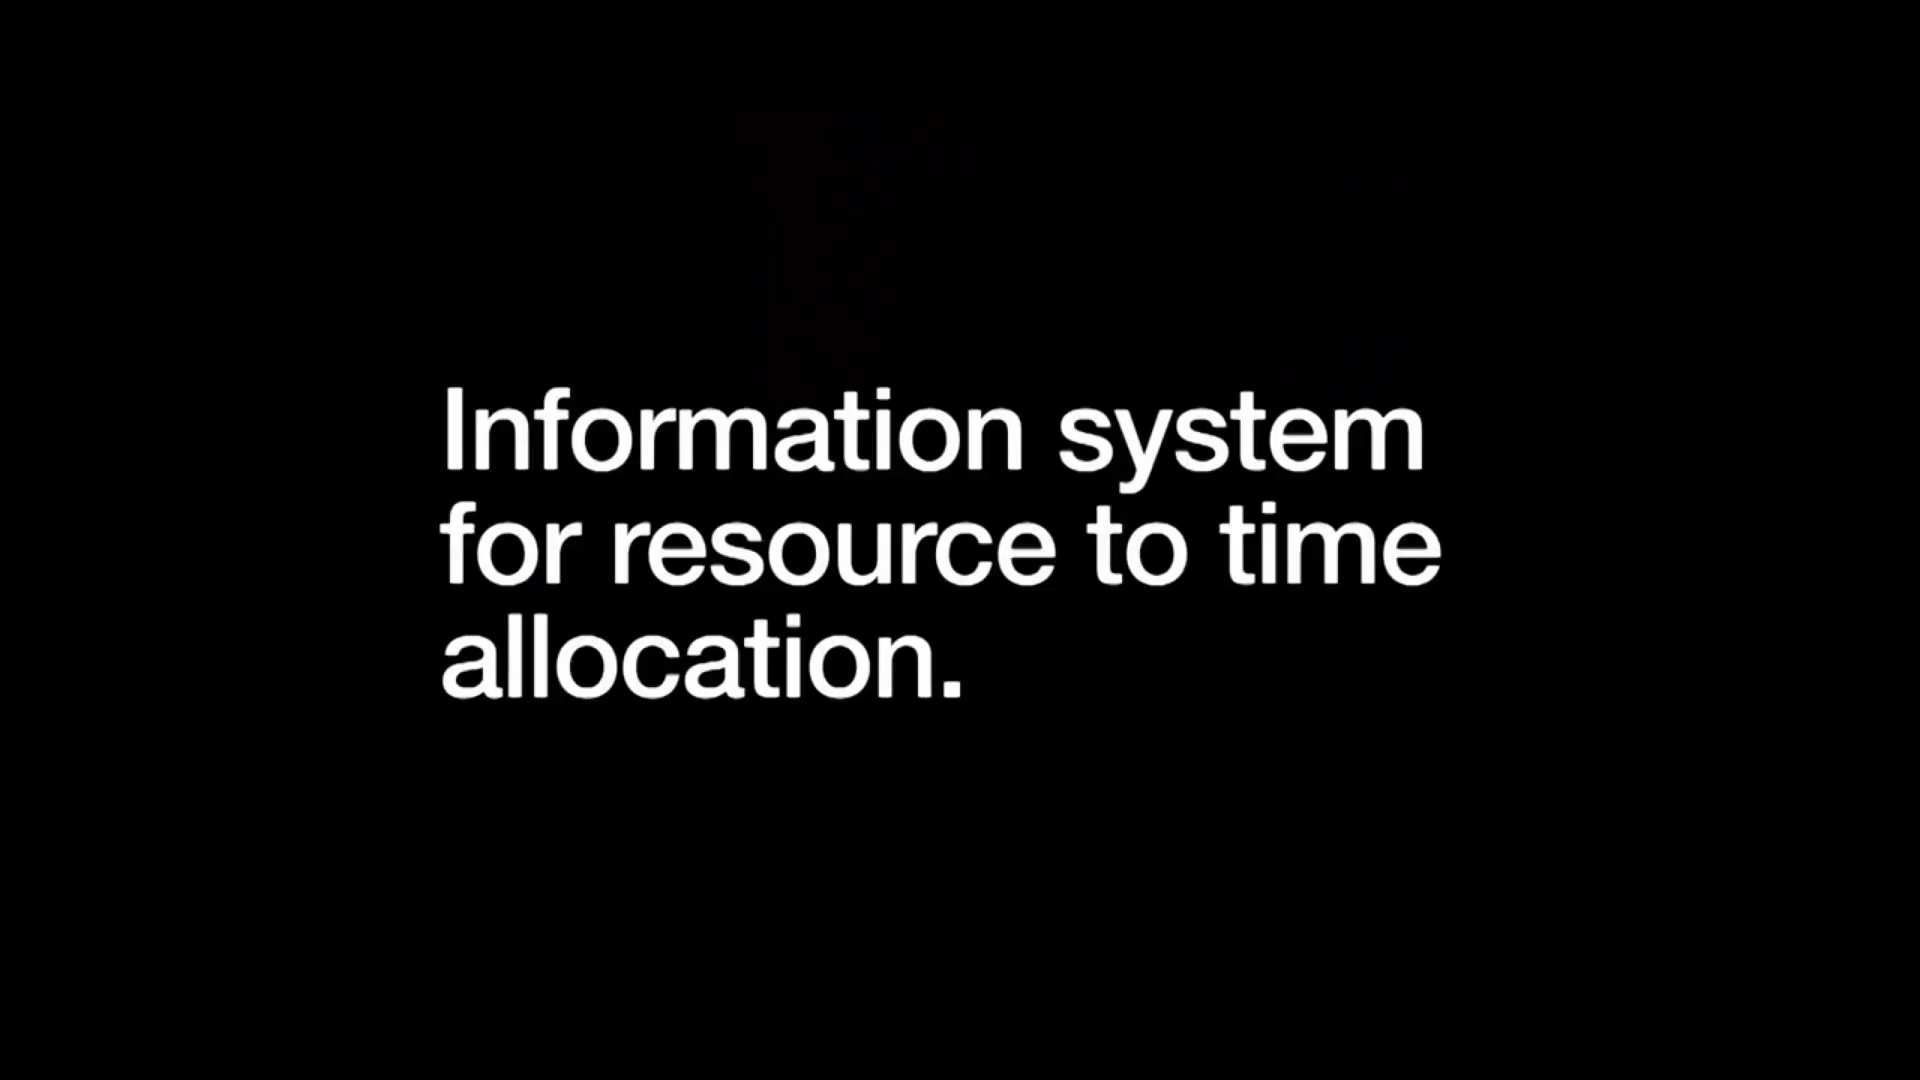 Information system
for resource to time
allocation.